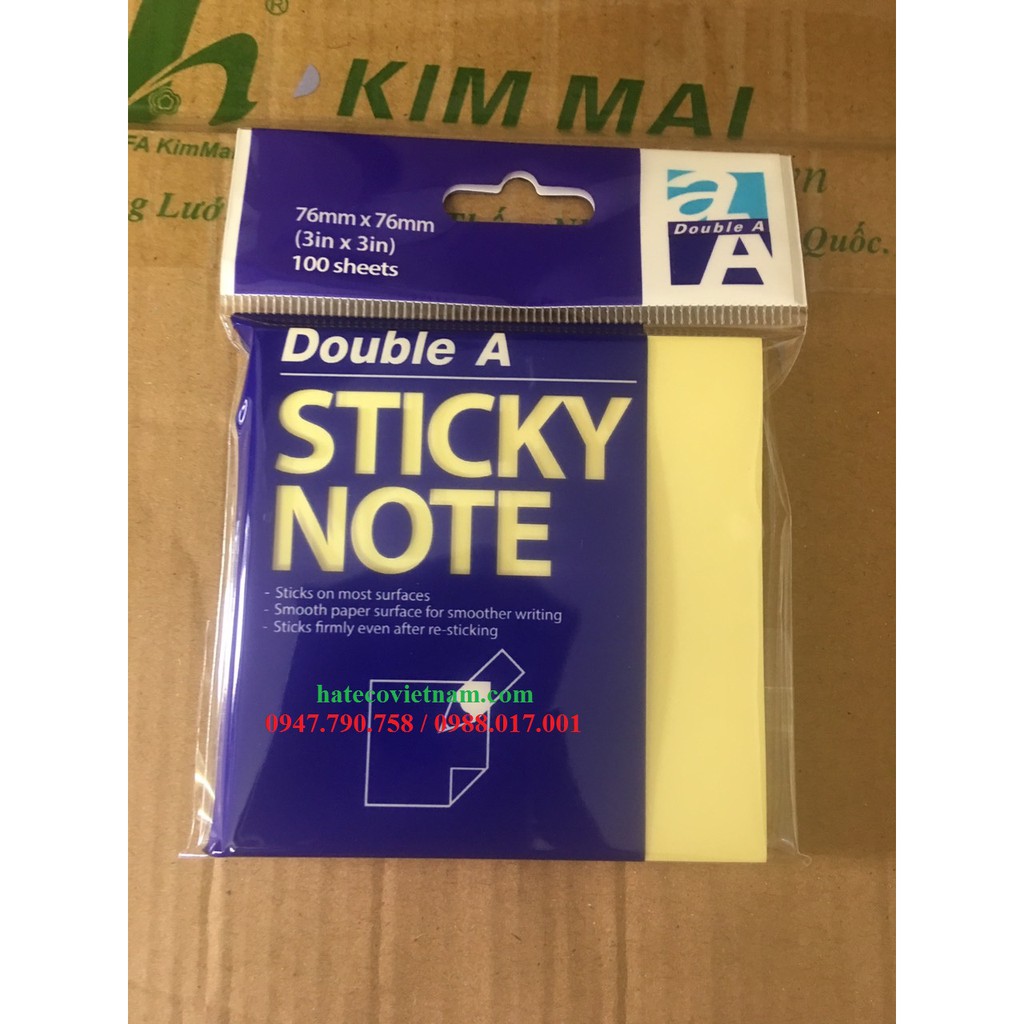 ®
KIM MAI
FA KimMai
g Lướ
Quốc.
76mm x 76mm
(3in x 3in)
100 sheets
a
Double A
A
Double A
STICKY
NOTE
- Sticks on most surfaces
- Smooth paper surface for smoother writing
- Sticks firmly even after re-sticking
hatecovietnam.com
0947.790.758 / 0988.017.001